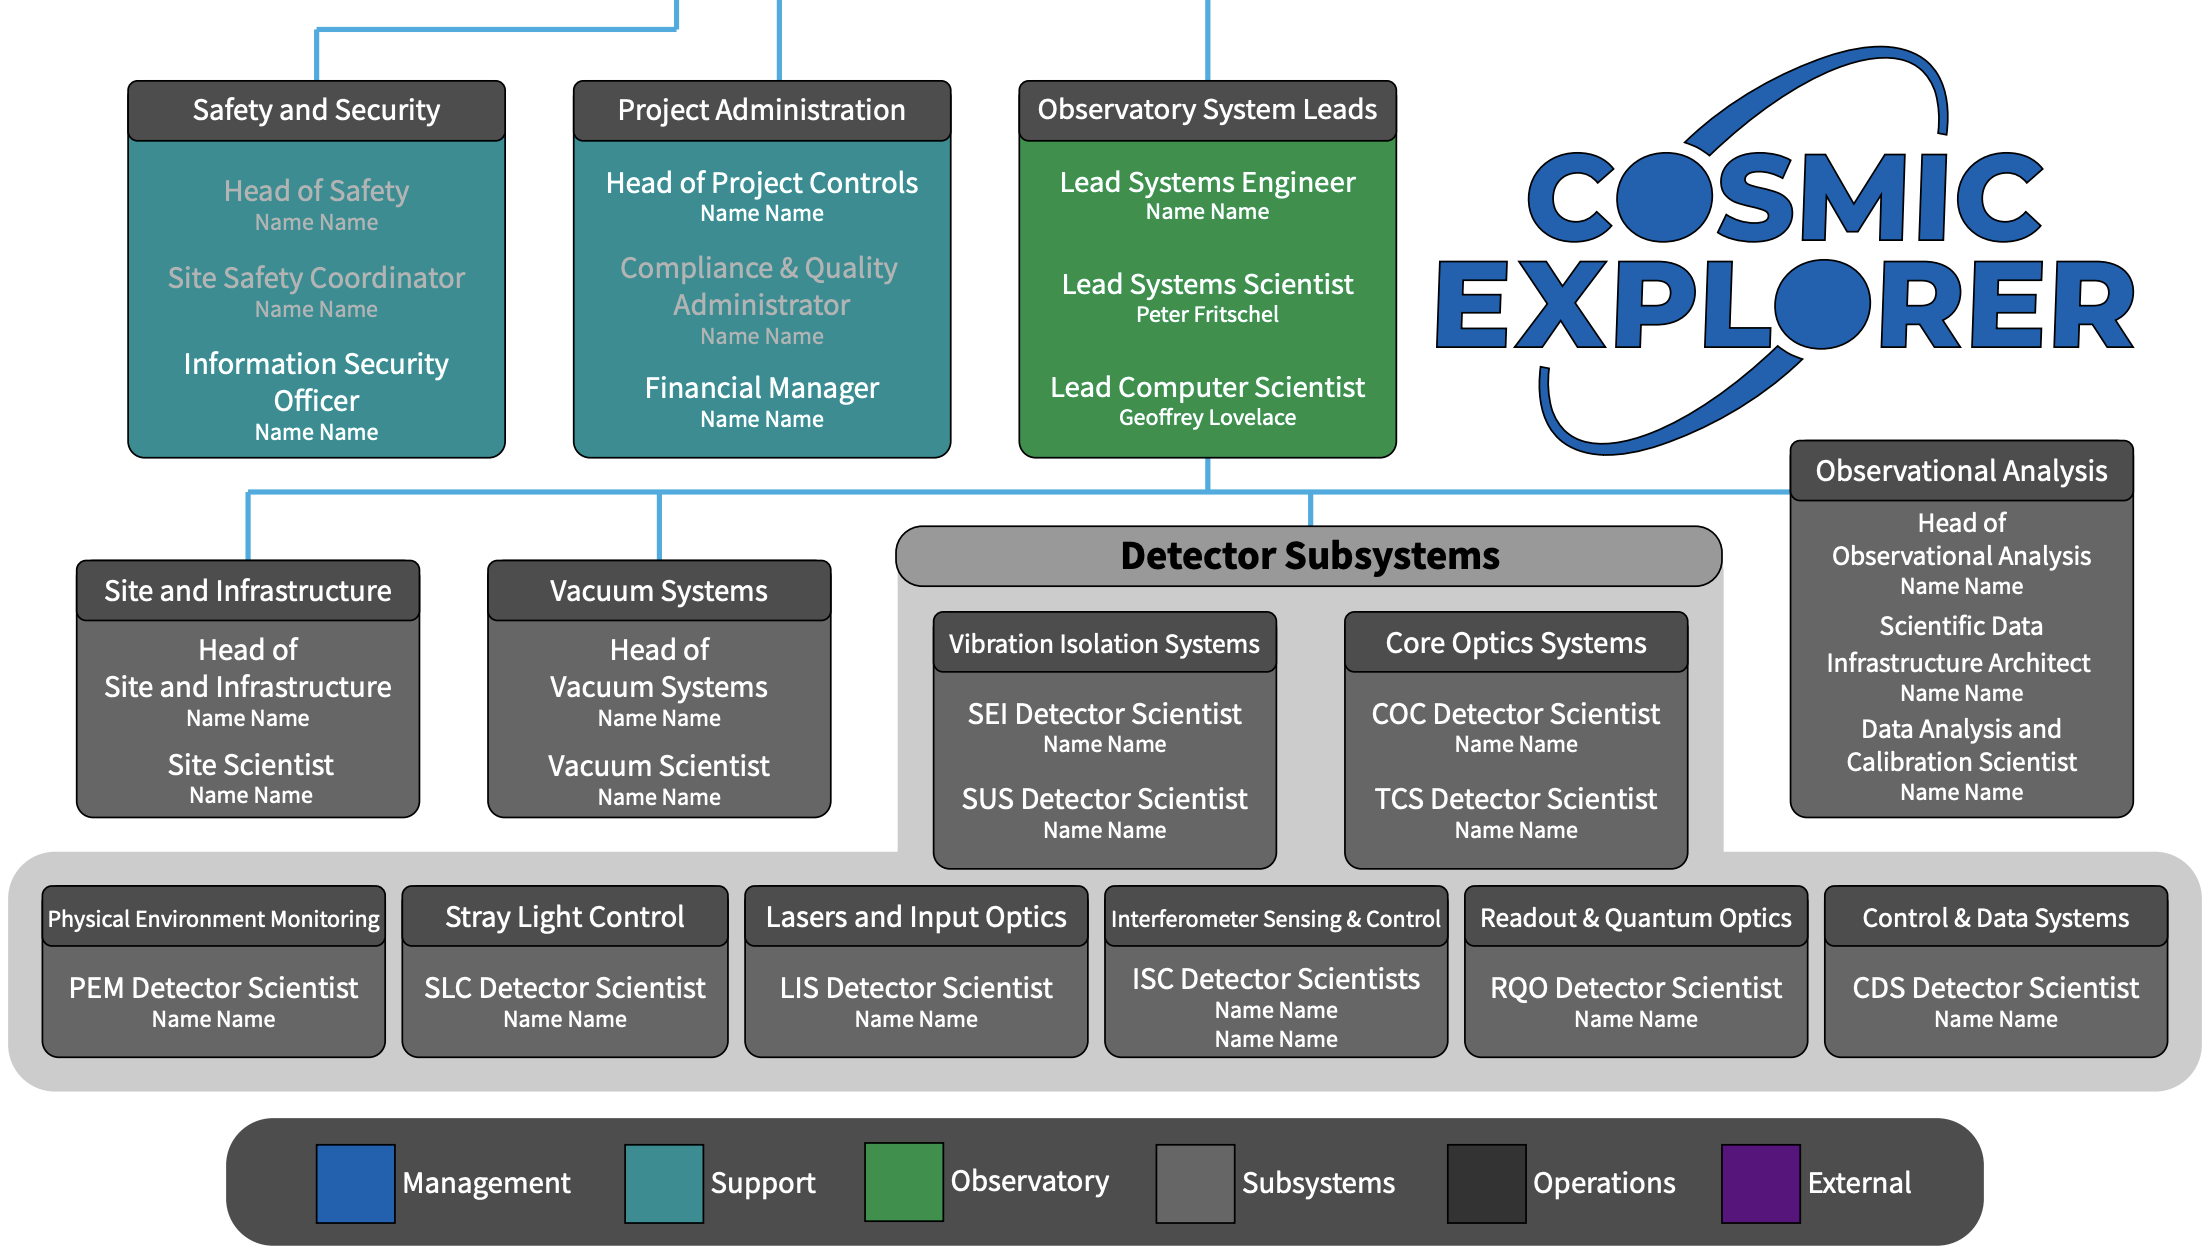 Safety and Security
Head of Safety
Name Name
Site Safety Coordinator
Name Name
Information Security
Officer
Name Name
Project Administration
Head of Project Controls
Name Name
Compliance & Quality
Administrator
Name Name
Financial Manager
Name Name
Observatory System Leads
Lead Systems Engineer
Name Name
Lead Systems Scientist
Peter Fritschel
Lead Computer Scientist
Geoffrey Lovelace
COSMIC
EXPLORER
Observational Analysis
Head of
Observational Analysis
Name Name
Scientific Data
Infrastructure Architect
Name Name
Data Analysis and
Calibration Scientist
Name Name
Site and Infrastructure
Head of
Site and Infrastructure
Name Name
Site Scientist
Name Name
Vacuum Systems
Head of
Vacuum Systems
Name Name
Vacuum Scientist
Name Name
Detector Subsystems
Vibration Isolation Systems
SEI Detector Scientist
Name Name
SUS Detector Scientist
Name Name
Core Optics Systems
COC Detector Scientist
Name Name
TCS Detector Scientist
Name Name
Physical Environment Monitoring
PEM Detector Scientist
Name Name
Stray Light Control
SLC Detector Scientist
Name Name
Lasers and Input Optics
LIS Detector Scientist
Name Name
Interferometer Sensing & Control
ISC Detector Scientists
Name Name
Name Name
Readout & Quantum Optics
RQO Detector Scientist
Name Name
Control & Data Systems
CDS Detector Scientist
Name Name
Management
Support
Observatory
Subsystems
Operations
External